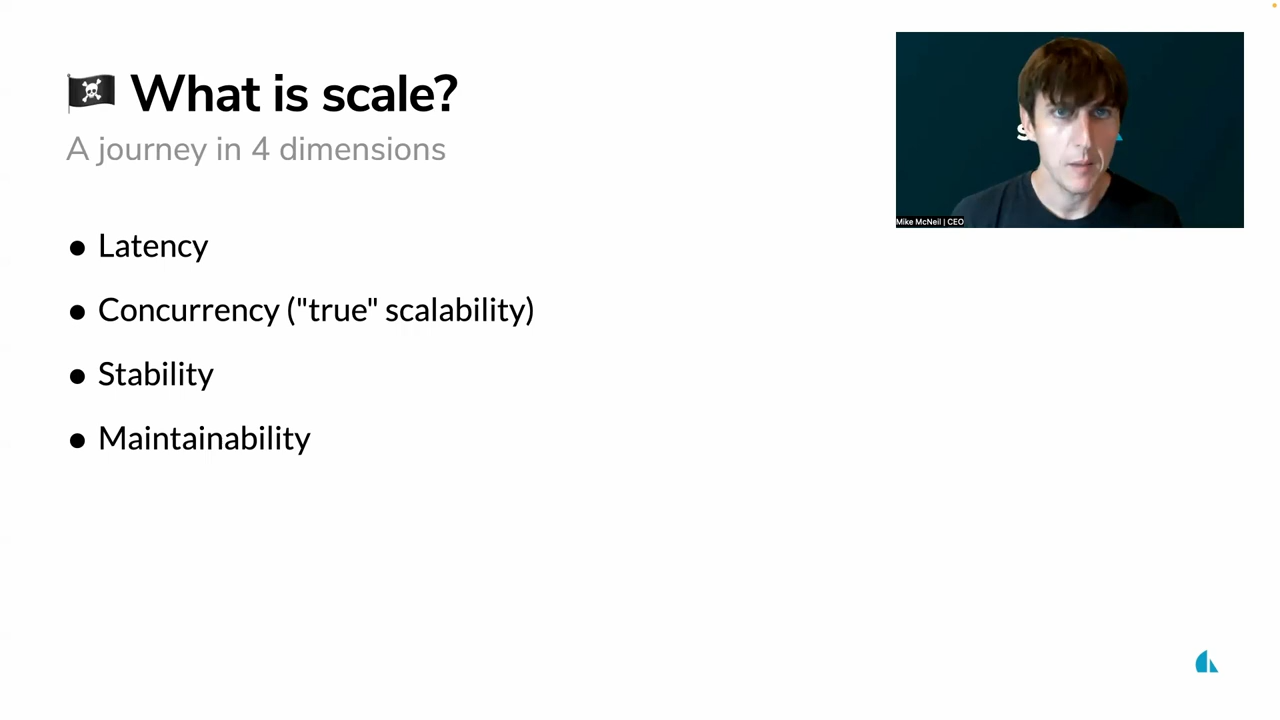 What is scale?
A journey in 4 dimensions
• Latency
• Concurrency ("true" scalability)
• Stability
• Maintainability
Mike McNeil | CEO